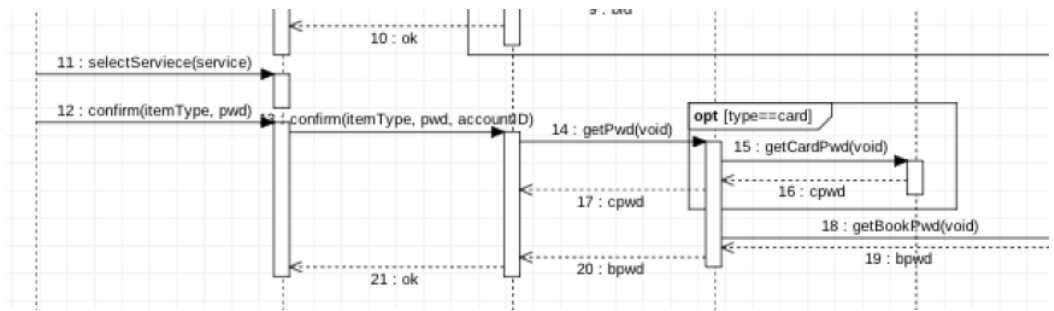 10 : ok
11 : selectServiece(service)
12 : confirm(itemType, pwd)
13 : confirm(itemType, pwd, accountID)
opt [type==card]
14 : getPwd(void)
15 : getCardPwd(void)
16 : cpwd
17 : cpwd
18 : getBookPwd(void)
19 : bpwd
20 : bpwd
21 : ok